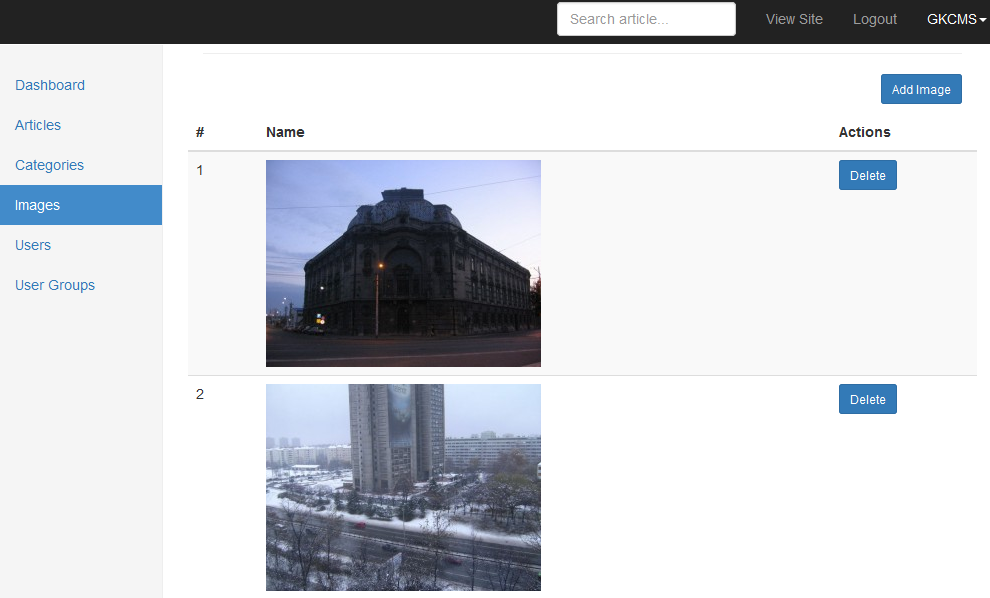 Search article... View Site Logout GKCMS
Dashboard
Articles
Categories
Images
Users
User Groups
Add Image
# Name Actions
1 Delete
2 Delete